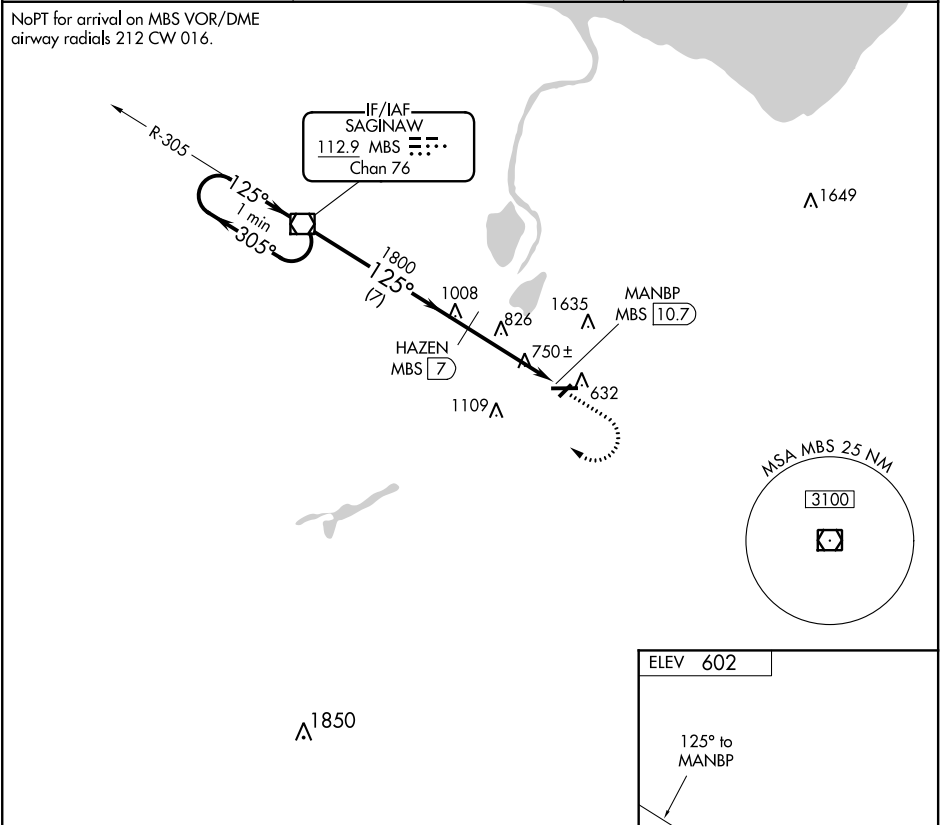 NoPT for arrival on MBS VOR/DME
airway radials 212 CW 016.
IF/IAF
SAGINAW
112.9 MBS
Chan 76
R-305
125°
1 min
305°
1649
1800
125°
(7)
1008
826
1635
MANBP
MBS 10.7
HAZEN
MBS 7
750±
632
1109
MSA MBS 25 NM
3100
ELEV 602
1850
125° to
MANBP